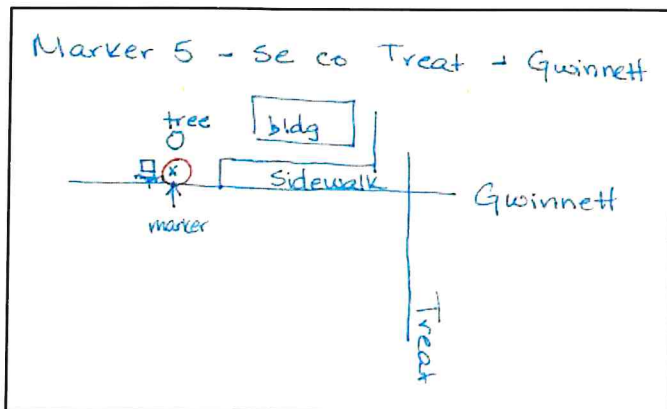 Marker 5 - Se co Treat + Gwinnett
tree
bldg
x
Sidewalk
Gwinnett
marker
Treat